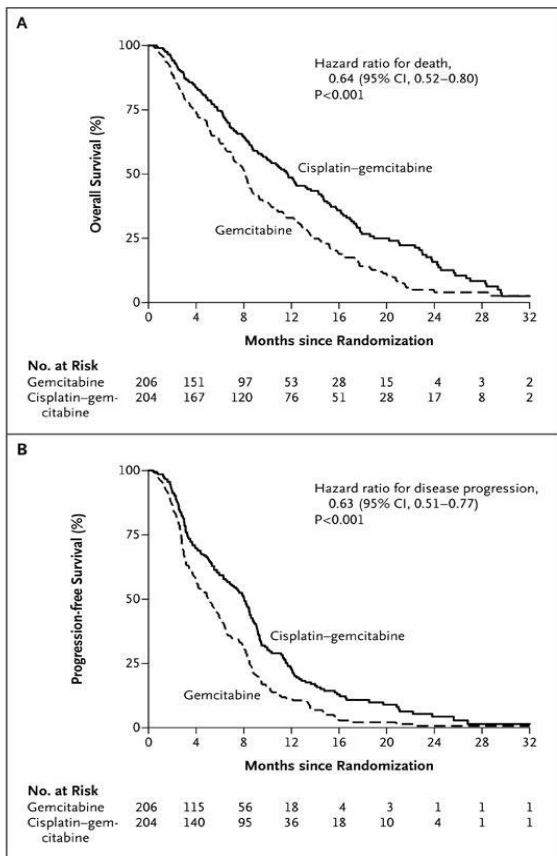 A
100
75
50
25
0
Overall Survival (%)
Hazard ratio for death,
0.64 (95% CI, 0.52–0.80)
P<0.001
Cisplatin–gemcitabine
Gemcitabine
0 4 8 12 16 20 24 28 32
Months since Randomization
No. at Risk
Gemcitabine 206 151 97 53 28 15 4 3 2
Cisplatin–gem- 204 167 120 76 51 28 17 8 2
citabine
B
100
75
50
25
0
Progression-free Survival (%)
Hazard ratio for disease progression,
0.63 (95% CI, 0.51–0.77)
P<0.001
Cisplatin–gemcitabine
Gemcitabine
0 4 8 12 16 20 24 28 32
Months since Randomization
No. at Risk
Gemcitabine 206 115 56 18 4 3 1 1 1
Cisplatin–gem- 204 140 95 36 18 10 4 1 1
citabine